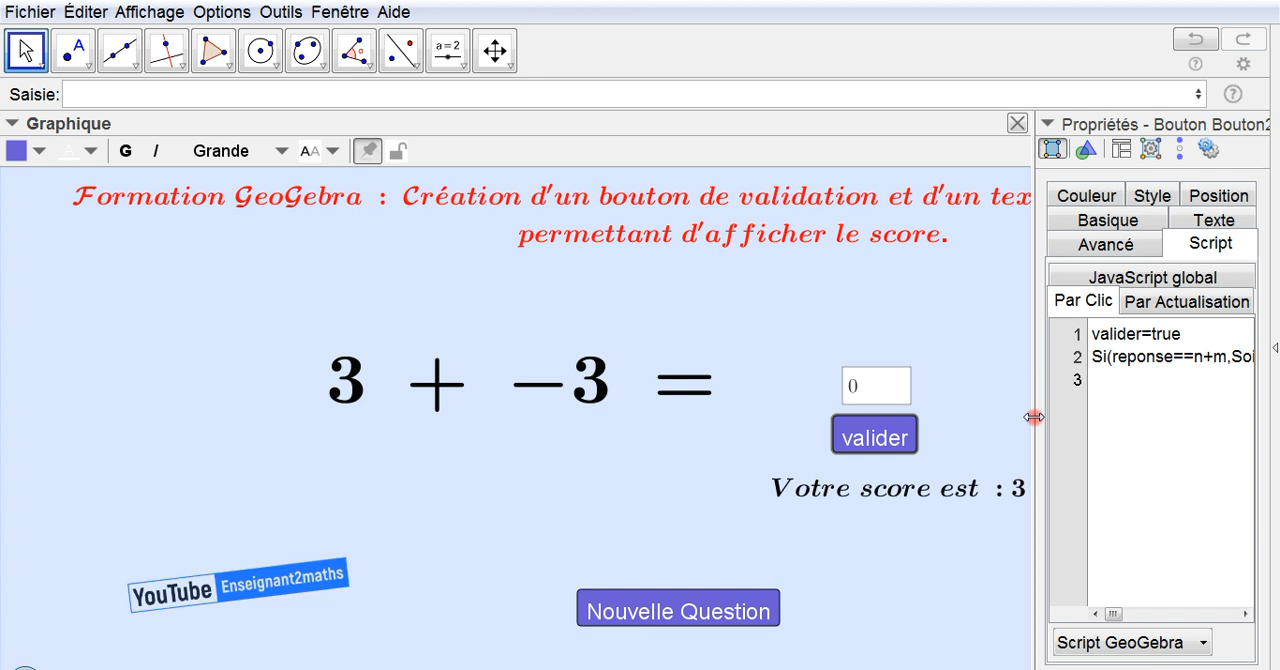 Fichier Éditer Affichage Options Outils Fenêtre Aide
A
a=2
Saisie:
Graphique
Propriétés - Bouton Bouton2
A G I Grande AA
Formation GeoGebra : Création d'un bouton de validation et d'un tex
permettant d'afficher le score.
Couleur Style Position
Basique Texte
Avancé Script
JavaScript global
Par Clic Par Actualisation
1 valider=true
2 Si(reponse==n+m,Soi
3
3 + −3 =
0
valider
Votre score est : 3
YouTube Enseignant2maths
Nouvelle Question
Script GeoGebra